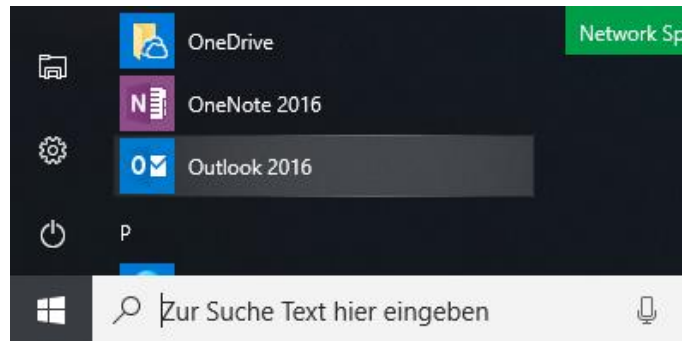 OneDrive
Network Sp
OneNote 2016
Outlook 2016
P
Zur Suche Text hier eingeben